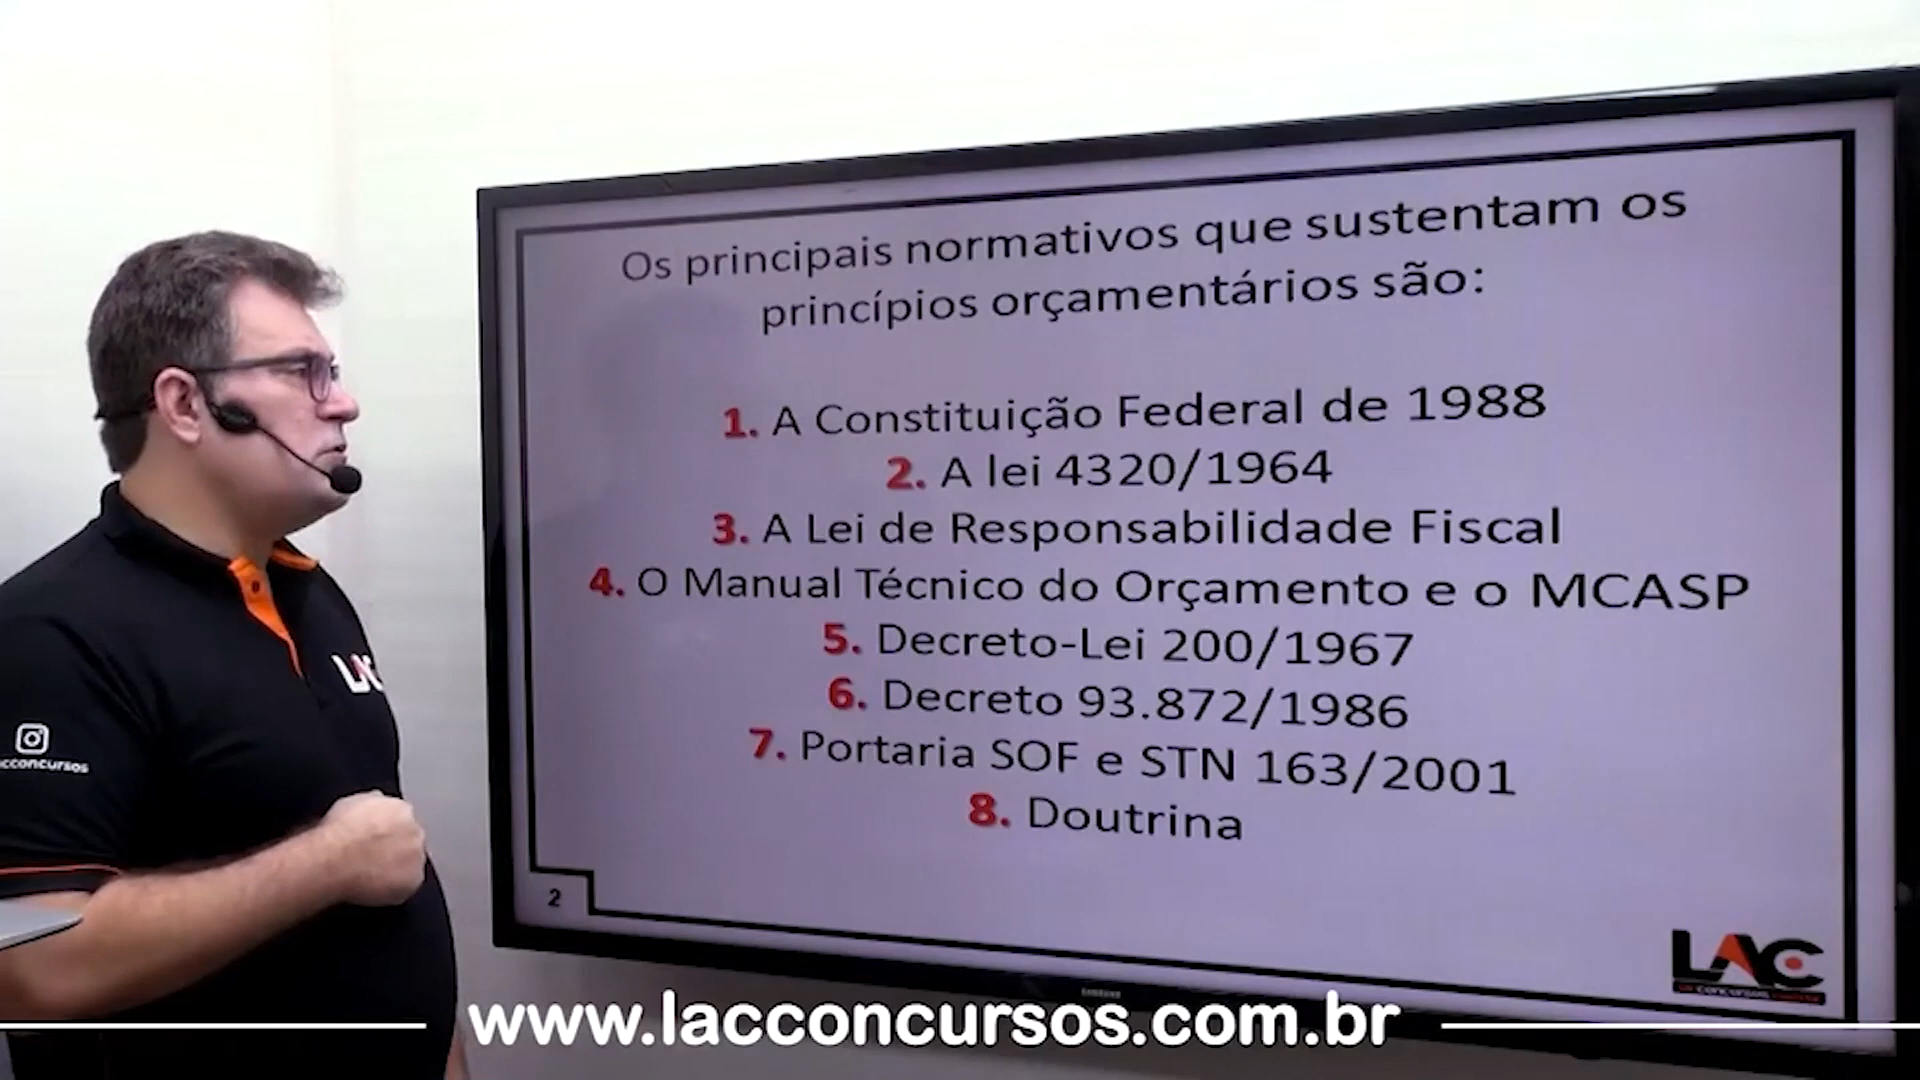 Os principais normativos que sustentam os
princípios orçamentários são:
1. A Constituição Federal de 1988
2. A lei 4320/1964
3. A Lei de Responsabilidade Fiscal
4. O Manual Técnico do Orçamento e o MCASP
5. Decreto-Lei 200/1967
6. Decreto 93.872/1986
7. Portaria SOF e STN 163/2001
8. Doutrina
2
LAC
LAC
SAMSUNG
www.lacconcursos.com.br